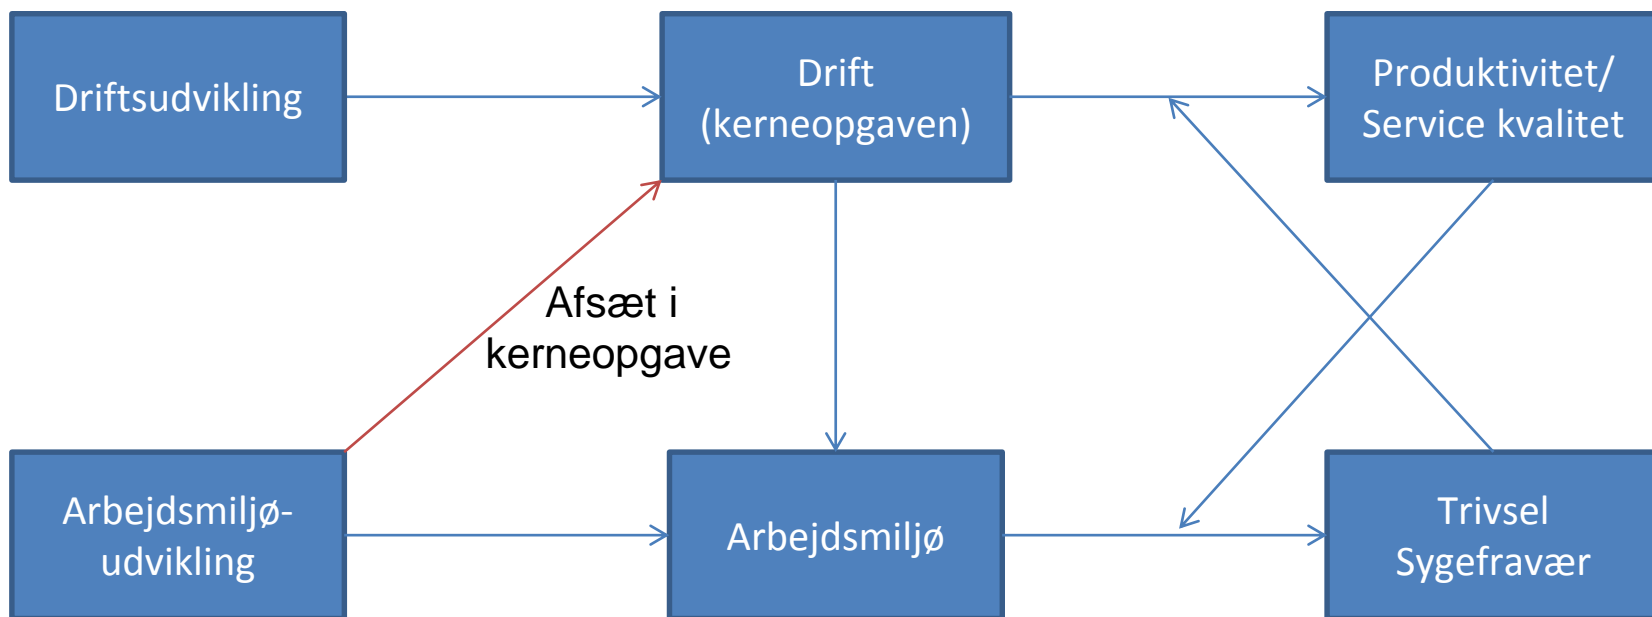 Driftsudvikling
Drift
(kerneopgaven)
Produktivitet/
Service kvalitet
Afsæt i
kerneopgave
Arbejdsmiljø-
udvikling
Arbejdsmiljø
Trivsel
Sygefravær